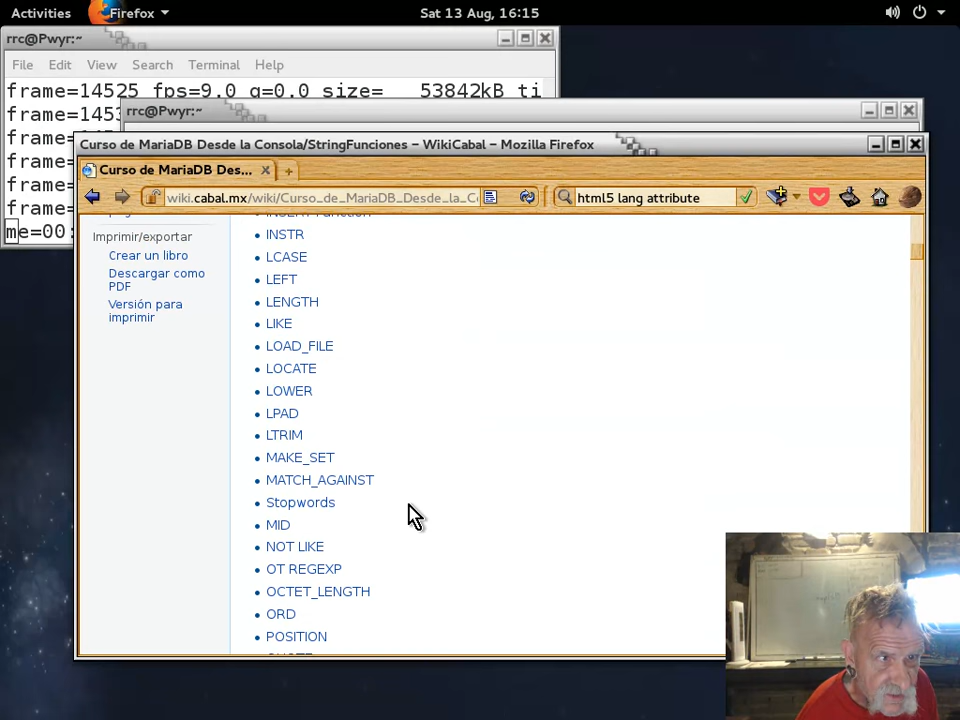 Activities Firefox Sat 13 Aug, 16:15
rrc@Pwyr:~
File Edit View Search Terminal Help
frame=14525 fps=9.0 q=0.0 size= 53842kB ti
frame=1453
rrc@Pwyr:~
Curso de MariaDB Desde la Consola/StringFunciones – WikiCabal – Mozilla Firefox
frame=
Curso de MariaDB Des...
frame=
wiki.cabal.mx/wiki/Curso_de_MariaDB_Desde_la_C html5 lang attribute
frame=
me=00:
Imprimir/exportar
Crear un libro
Descargar como
PDF
Versión para
imprimir
INSERT Function
INSTR
LCASE
LEFT
LENGTH
LIKE
LOAD_FILE
LOCATE
LOWER
LPAD
LTRIM
MAKE_SET
MATCH_AGAINST
Stopwords
MID
NOT LIKE
OT REGEXP
OCTET_LENGTH
ORD
POSITION